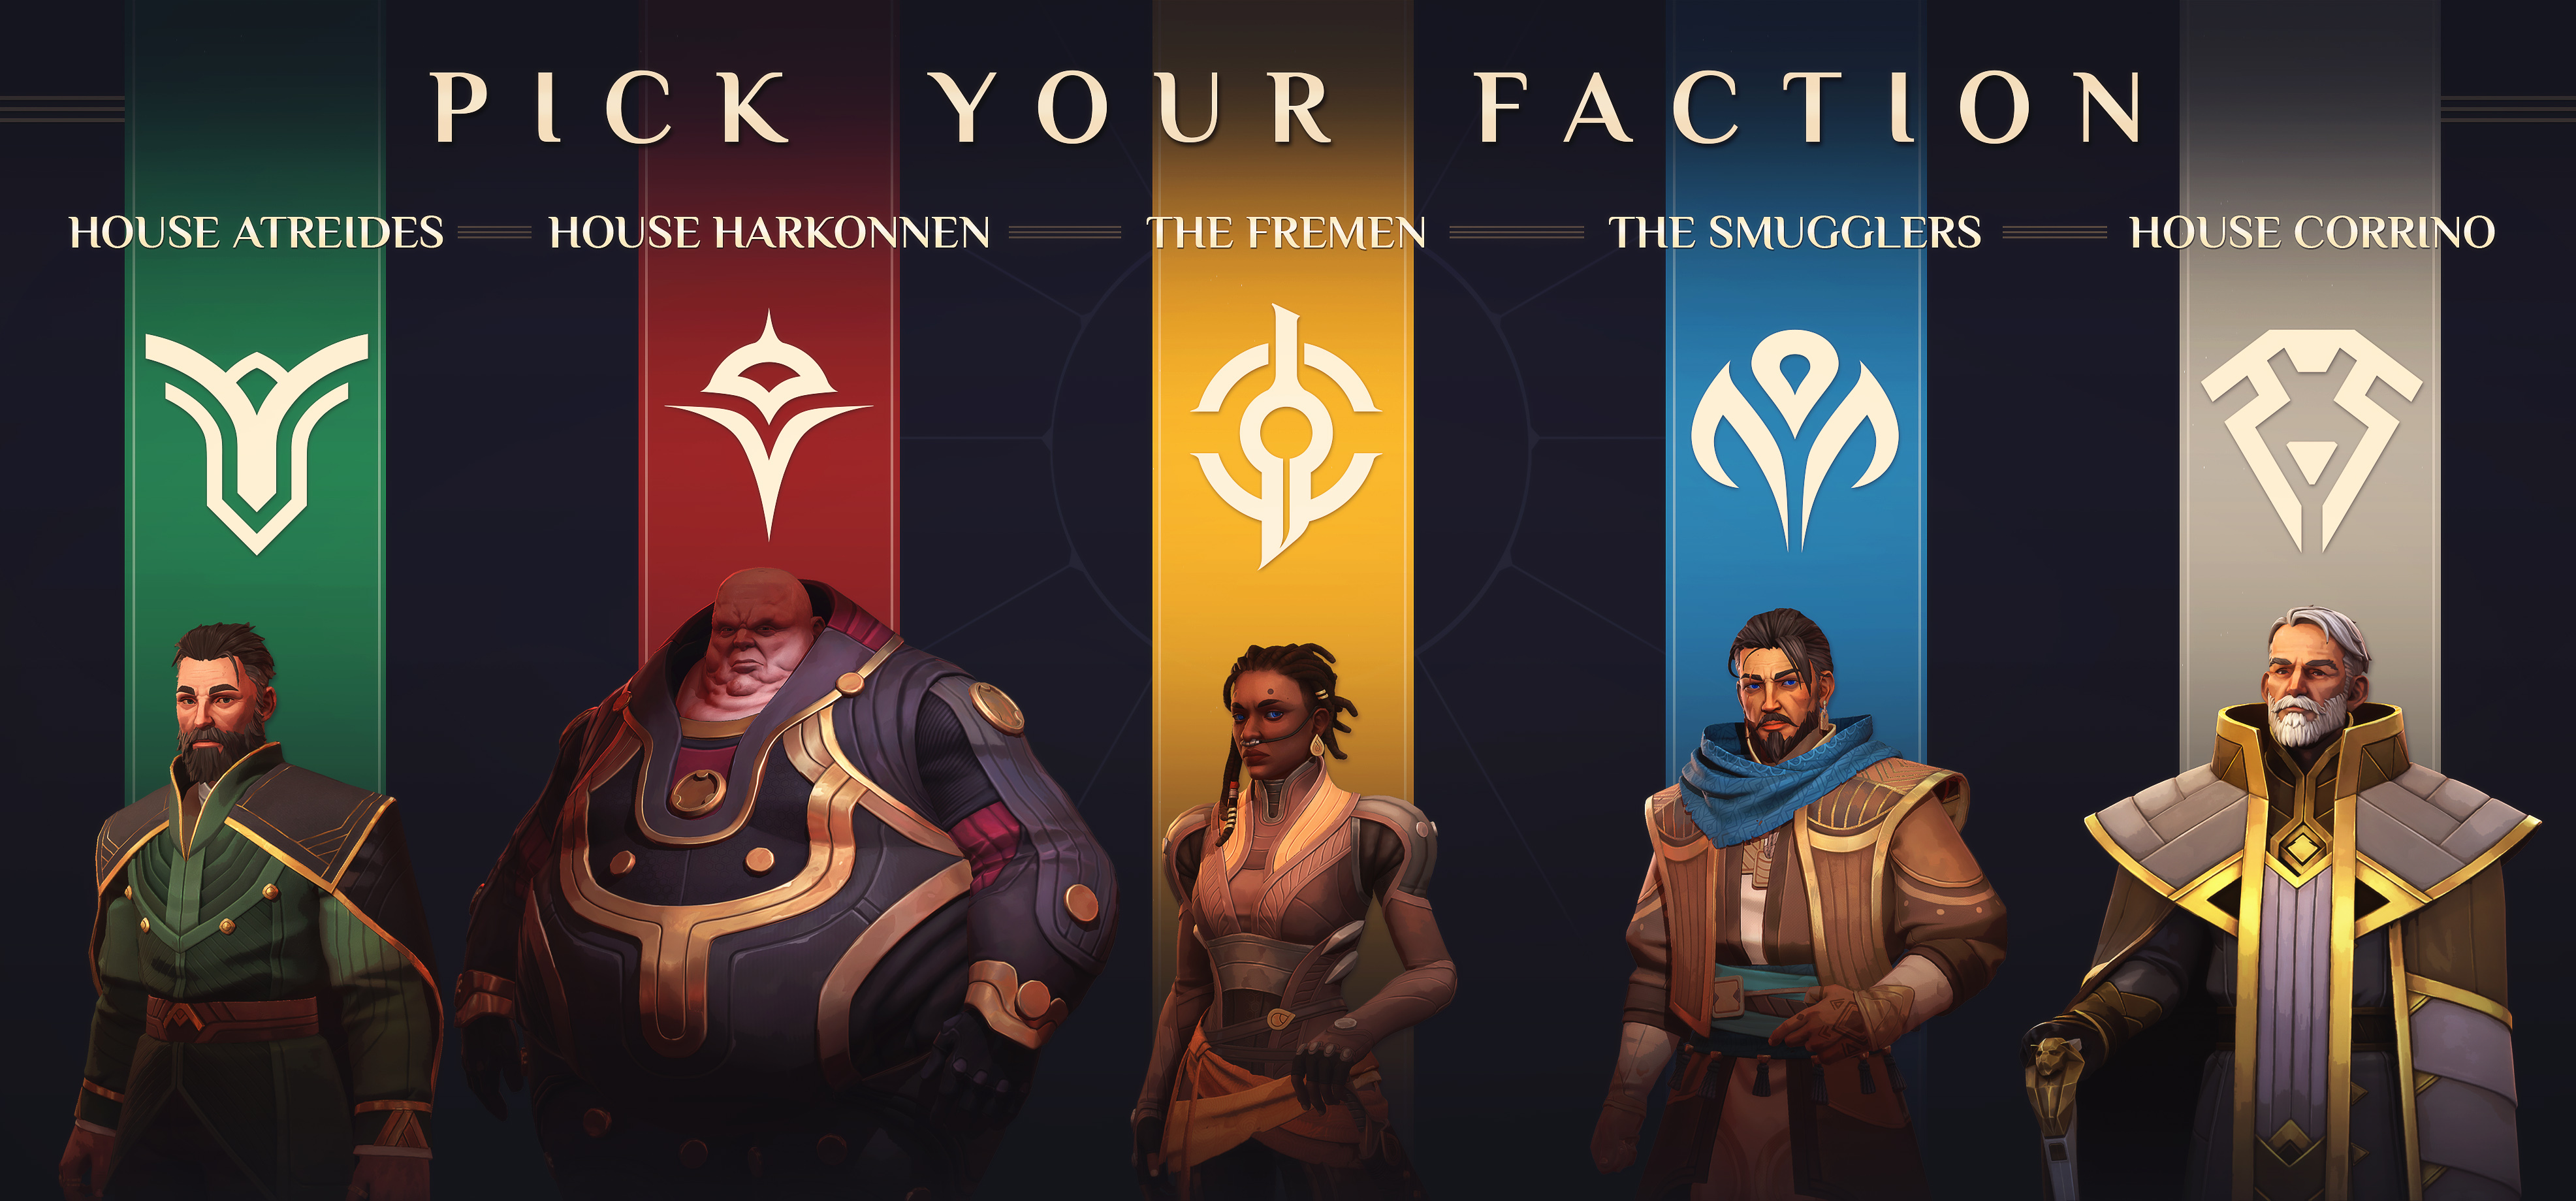 PICK YOUR FACTION
HOUSE ATREIDES
HOUSE HARKONNEN
THE FREMEN
THE SMUGGLERS
HOUSE CORRINO